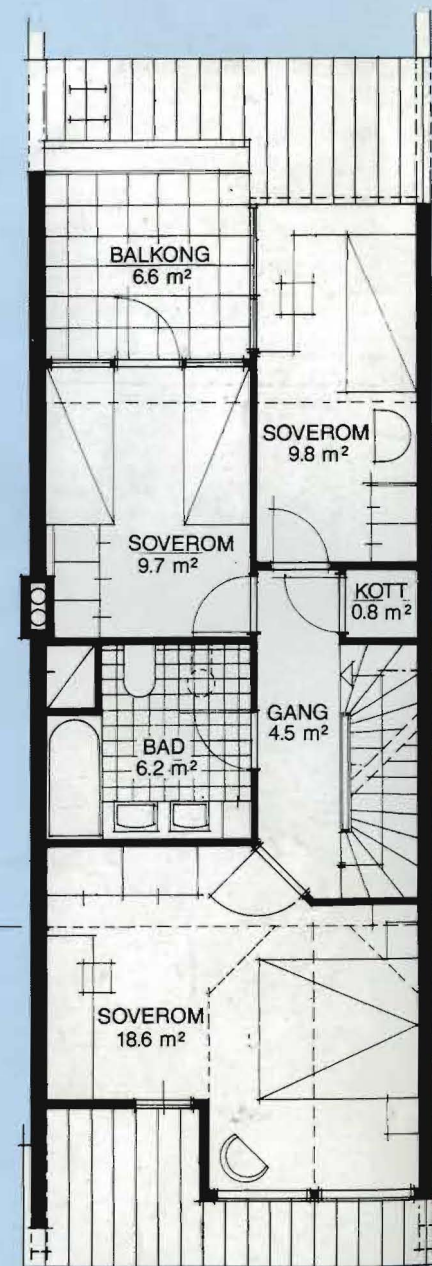 BALKONG
6.6 m²
SOVEROM
9.8 m²
SOVEROM
9.7 m²
KOTT
0.8 m²
GANG
4.5 m²
BAD
6.2 m²
SOVEROM
18.6 m²